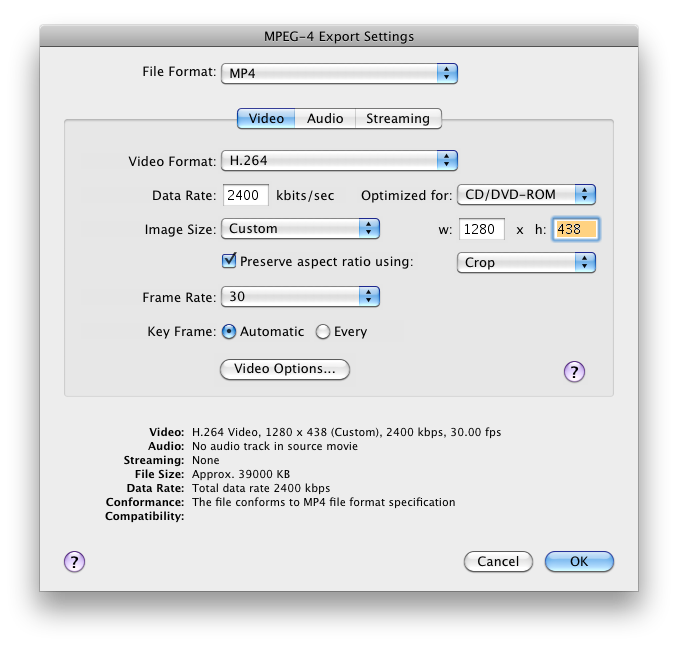 MPEG-4 Export Settings
File Format: MP4
Video Audio Streaming
Video Format: H.264
Data Rate: 2400 kbits/sec Optimized for: CD/DVD-ROM
Image Size: Custom w: 1280 x h: 438
Preserve aspect ratio using: Crop
Frame Rate: 30
Key Frame: Automatic Every
Video Options...
?
Video: H.264 Video, 1280 x 438 (Custom), 2400 kbps, 30.00 fps
Audio: No audio track in source movie
Streaming: None
File Size: Approx. 39000 KB
Data Rate: Total data rate 2400 kbps
Conformance: The file conforms to MP4 file format specification
Compatibility:
? Cancel OK